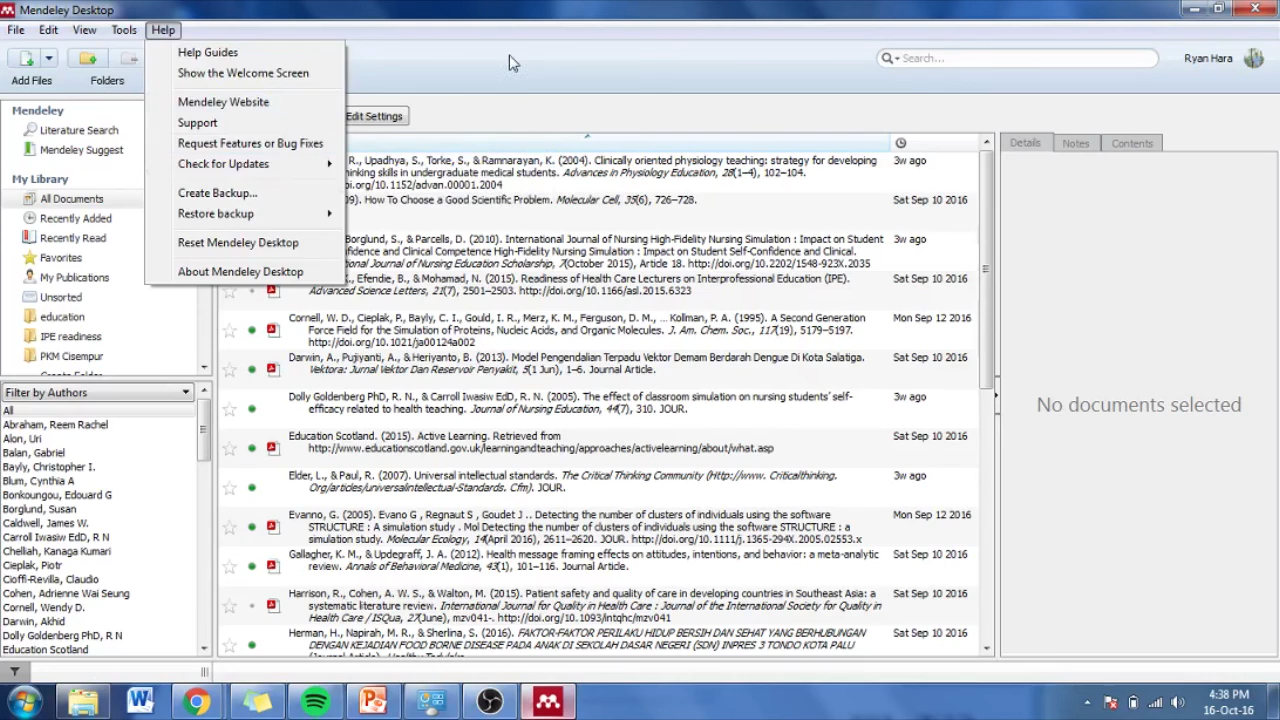 Mendeley Desktop
File Edit View Tools Help
Add Files
Folders
Search...
Ryan Hara
Help Guides
Show the Welcome Screen
Mendeley Website
Support
Request Features or Bug Fixes
Check for Updates
Create Backup...
Restore backup
Reset Mendeley Desktop
About Mendeley Desktop
Mendeley
Literature Search
Mendeley Suggest
My Library
All Documents
Recently Added
Recently Read
Favorites
My Publications
Unsorted
education
IPE readiness
PKM Cisempur
Create Folder
Filter by Authors
All
Abraham, Reem Rachel
Alon, Uri
Balan, Gabriel
Bayly, Christopher I.
Blum, Cynthia A
Bonkoungou, Edouard G
Borglund, Susan
Caldwell, James W.
Carroll Iwasiw EdD, R N
Chellah, Kanaga Kumari
Cieplak, Piotr
Cioffi-Revilla, Claudio
Cohen, Adrienne Wai Seung
Cornell, Wendy D.
Darwin, Akhid
Dolly Goldenberg PhD, R N
Education Scotland
Edit Settings
R., Upadhya, S., Torke, S., & Ramnarayan, K. (2004). Clinically oriented physiology teaching: strategy for developing
thinking skills in undergraduate medical students. Advances in Physiology Education, 28(1–4), 102–104.
oi.org/10.1152/advan.00001.2004
3w ago
09). How To Choose a Good Scientific Problem. Molecular Cell, 35(6), 726–728.
Sat Sep 10 2016
Borglund, S., & Parcells, D. (2010). International Journal of Nursing High-Fidelity Nursing Simulation : Impact on Student
fidence and Clinical Competence High-Fidelity Nursing Simulation, Impact on Student Self-Confidence and Clinical.
onal Journal of Nursing Education Scholarship, 7(October 2015), Article 18. http://doi.org/10.2202/1548-923X.2035
Sat Sep 10 2016
K., Efendie, B., & Mohamad, N. (2015). Readiness of Health Care Lecturers on Interprofessional Education (IPE).
Advanced Science Letters, 21(7), 2501–2503. http://doi.org/10.1166/asl.2015.6323
Sat Sep 10 2016
Cornell, W. D., Cieplak, P., Bayly, C. I., Gould, I. R., Merz, K. M., Ferguson, D. M., … Kollman, P. A. (1995). A Second Generation
Force Field for the Simulation of Proteins, Nucleic Acids, and Organic Molecules. J. Am. Chem. Soc., 117(19), 5179–5197.
http://doi.org/10.1021/ja00124a002
Mon Sep 12 2016
Darwin, A., Pujiyanti, A., & Heriyanto, B. (2013). Model Pengendalian Terpadu Vektor Demam Berdarah Dengue Di Kota Salatiga.
Vektora: Jurnal Vektor Dan Reservoir Penyakit, 5(1 Jun), 1–6. Journal Article.
Sat Sep 10 2016
Dolly Goldenberg PhD, R. N., & Carroll Iwasiw EdD, R. N. (2005). The effect of classroom simulation on nursing students' self-
efficacy related to health teaching. Journal of Nursing Education, 44(7), 310. JOUR.
Sat Sep 10 2016
Education Scotland. (2015). Active Learning. Retrieved from
http://www.educationscotland.gov.uk/learningandteaching/approaches/activelearning/about/what.asp
Sat Sep 10 2016
Elder, L., & Paul, R. (2007). Universal intellectual standards. The Critical Thinking Community (Http://www. Criticalthinking.
Org/articles/universalintellectual-Standards. Cfm). JOUR.
3w ago
Evanno, G. (2005). Evano G , Regnaut S , Goudet J .. Detecting the number of clusters of individuals using the software
STRUCTURE : A simulation study . Mol Detecting the number of clusters of individuals using the software STRUCTURE : a
simulation study. Molecular Ecology, 14(April 2016), 2611–2620. JOUR. http://doi.org/10.1111/j.1365-294X.2005.02553.x
Mon Sep 12 2016
Gallagher, K. M., & Updegraff, J. A. (2012). Health message framing effects on attitudes, intentions, and behavior: a meta-analytic
review. Annals of Behavioral Medicine, 43(1), 101–116. Journal Article.
Sat Sep 10 2016
Harrison, R., Cohen, A. W. S., & Walton, M. (2015). Patient safety and quality of care in developing countries in Southeast Asia: a
systematic literature review. International Journal for Quality in Health Care : Journal of the International Society for Quality in
Health Care / ISQua, 27(June), mzv041-. http://doi.org/10.1093/intqhc/mzv041
Sat Sep 10 2016
Herman, H., Napirah, M. R., & Sherlina, S. (2016). FAKTOR-FAKTOR PERILAKU HIDUP BERSIH DAN SEHAT YANG BERHUBUNGAN
DENGAN KEJADIAN FOOD BORNE DISEASE PADA ANAK DI SEKOLAH DASAR NEGERI (SDN) INPRES 3 TONDO KOTA PALU
Sat Sep 10 2016
Details
Notes
Contents
No documents selected
4:38 PM
16-Oct-16